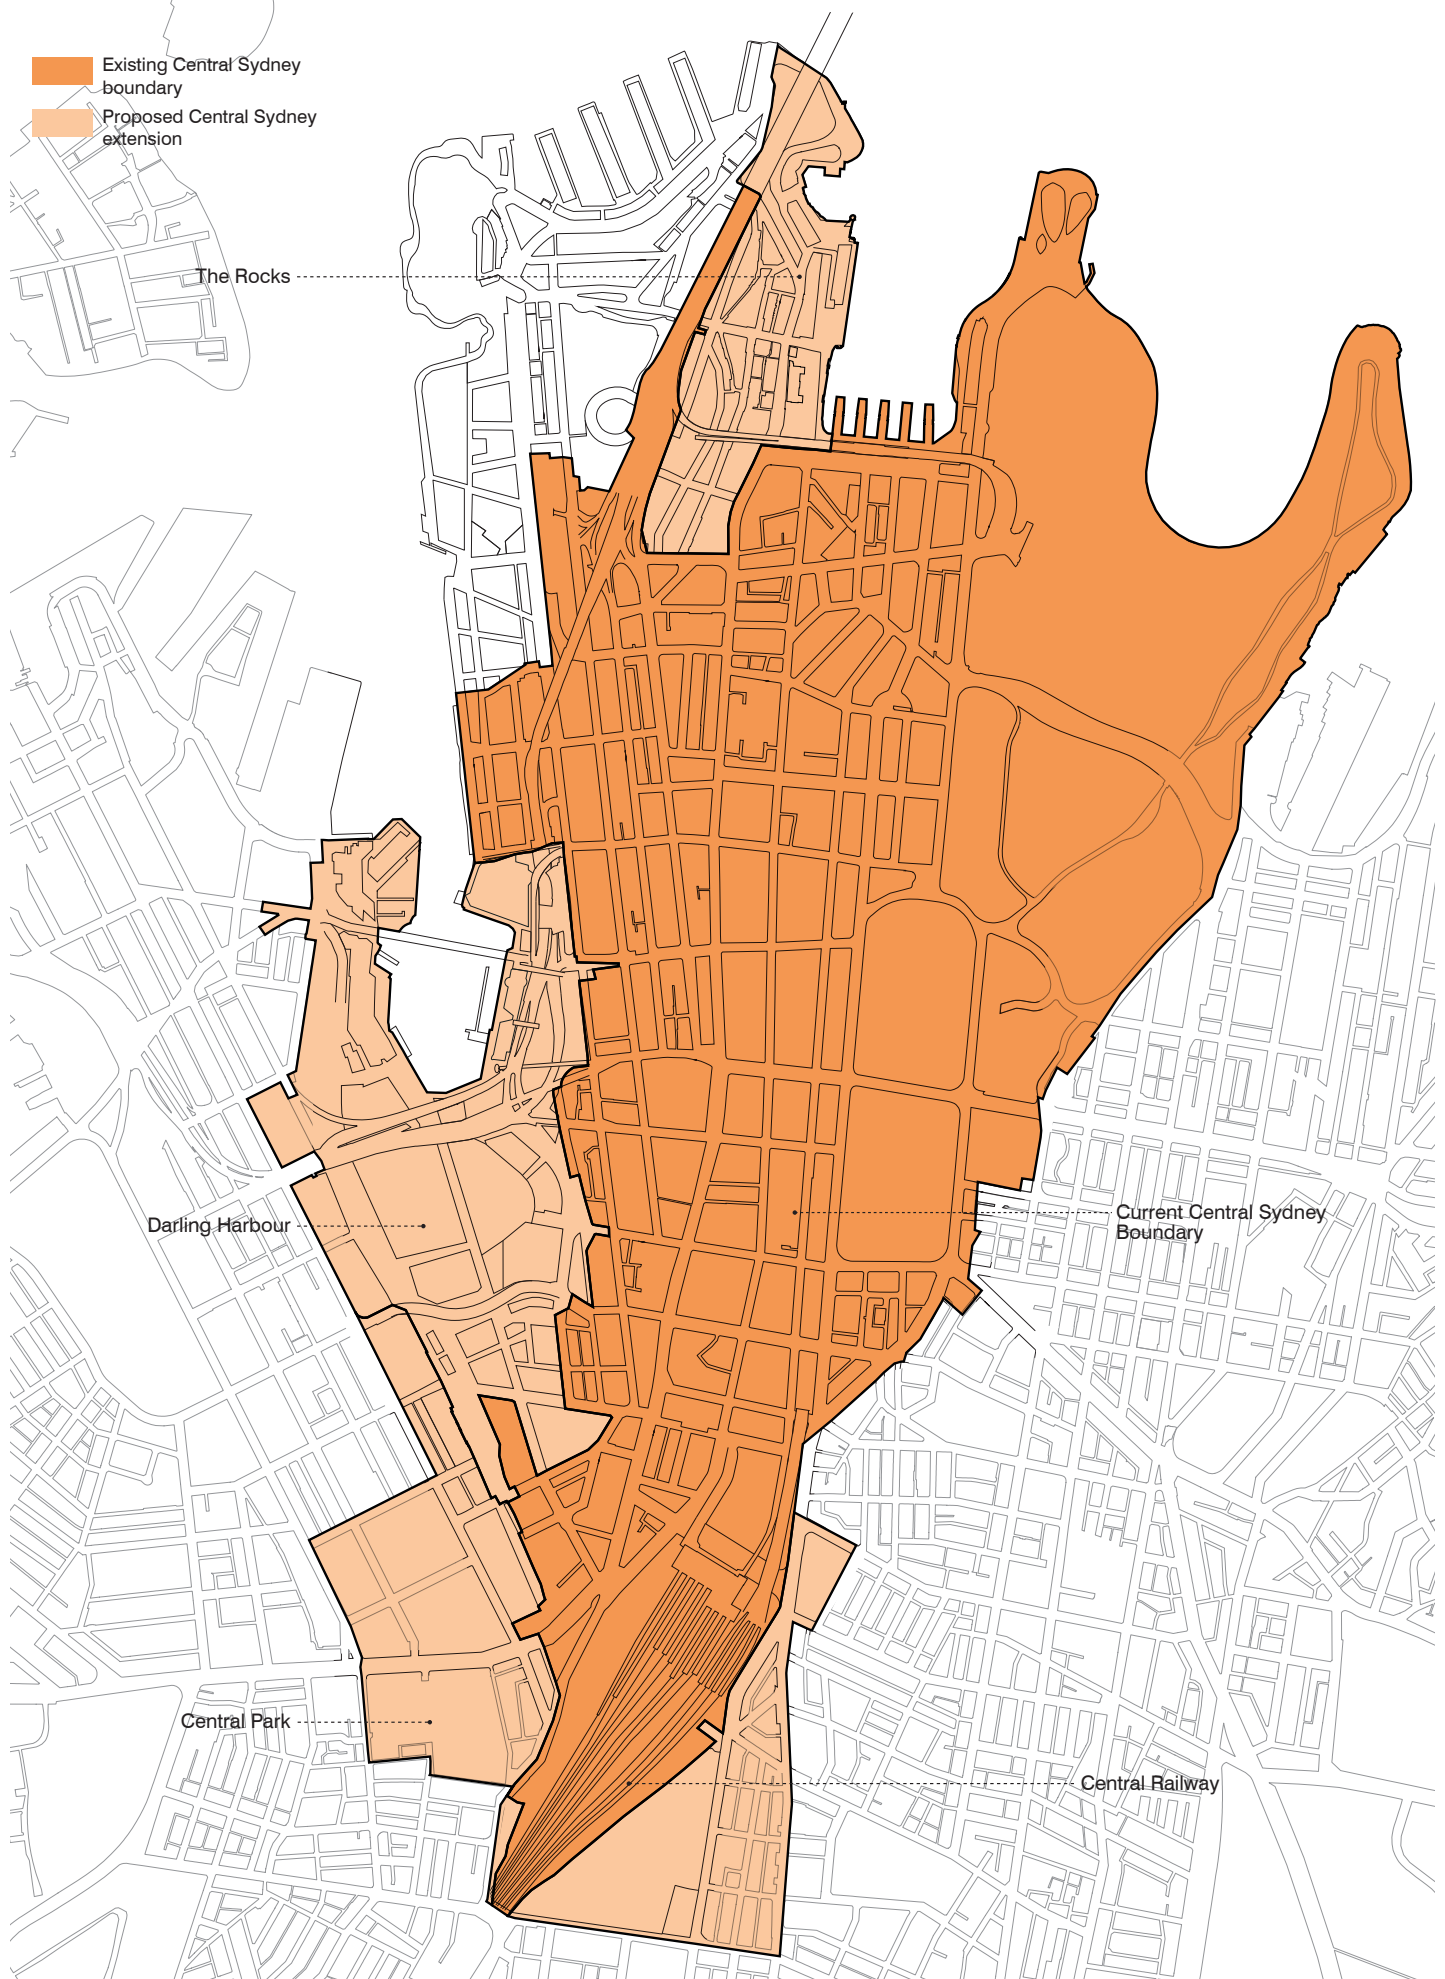 Existing Central Sydney
boundary
Proposed Central Sydney
extension
The Rocks
Darling Harbour
Current Central Sydney
Boundary
Central Park
Central Railway